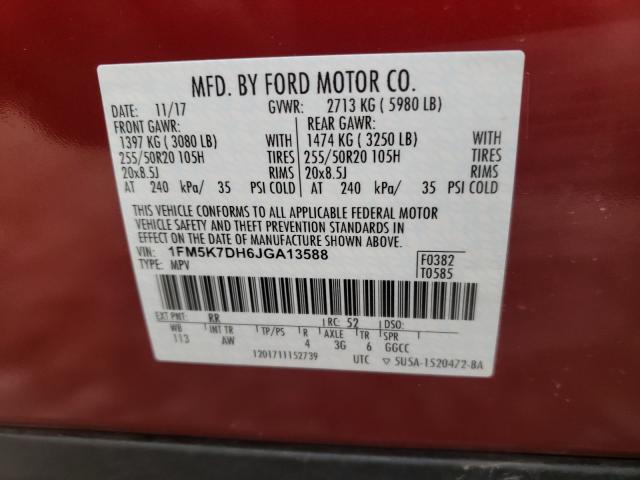 MFD. BY FORD MOTOR CO.
DATE: 11/17 GVWR: 2713 KG ( 5980 LB)
FRONT GAWR: REAR GAWR:
1397 KG ( 3080 LB) WITH 1474 KG ( 3250 LB) WITH
255/50R20 105H TIRES 255/50R20 105H TIRES
20x8.5J RIMS 20x8.5J RIMS
AT 240 kPa/ 35 PSI COLD AT 240 kPa/ 35 PSI COLD
THIS VEHICLE CONFORMS TO ALL APPLICABLE FEDERAL MOTOR
VEHICLE SAFETY AND THEFT PREVENTION STANDARDS IN
EFFECT ON THE DATE OF MANUFACTURE SHOWN ABOVE.
VIN: 1FM5K7DH6JGA13588 F0382
TYPE: MPV T0585
EXT PNT: RR RC: 52 DSO:
WB INT TR TP/PS R AXLE TR SPR
113 AW 4 3G 6 GGCC
1201711152739 UTC ▽ 5U5A-1520472-BA